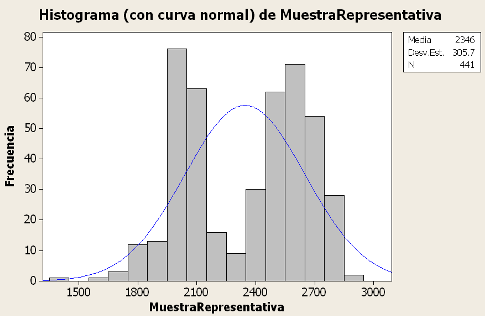 Histograma (con curva normal) de MuestraRepresentativa
Media 2346
Desv.Est. 305.7
N 441
80
70
60
50
40
30
20
10
0
Frecuencia
1500 1800 2100 2400 2700 3000
MuestraRepresentativa